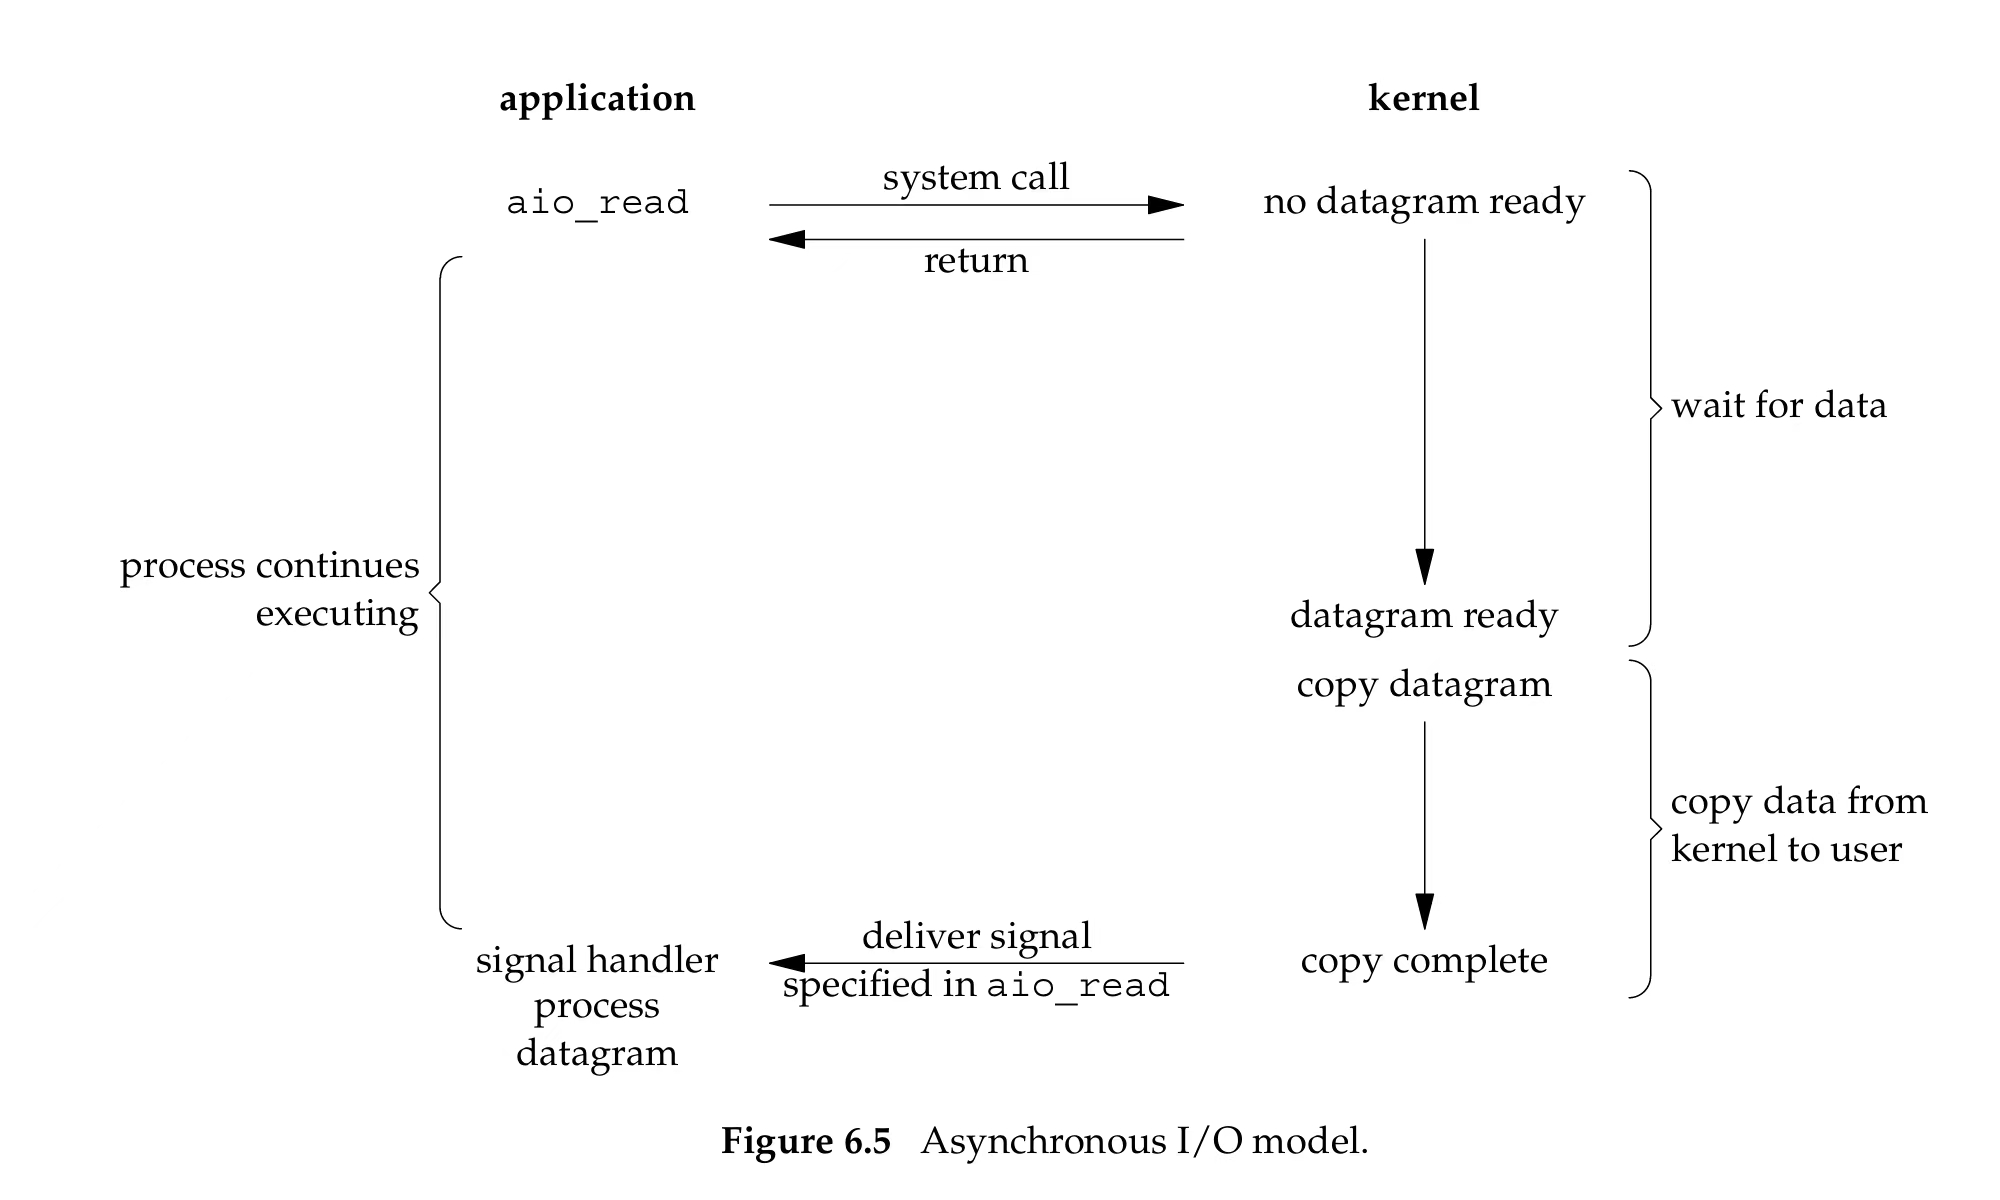 application
kernel
aio_read
system call
no datagram ready
return
wait for data
process continues
executing
datagram ready
copy datagram
copy data from
kernel to user
deliver signal
signal handler
copy complete
specified in aio_read
process
datagram
Figure 6.5 Asynchronous I/O model.